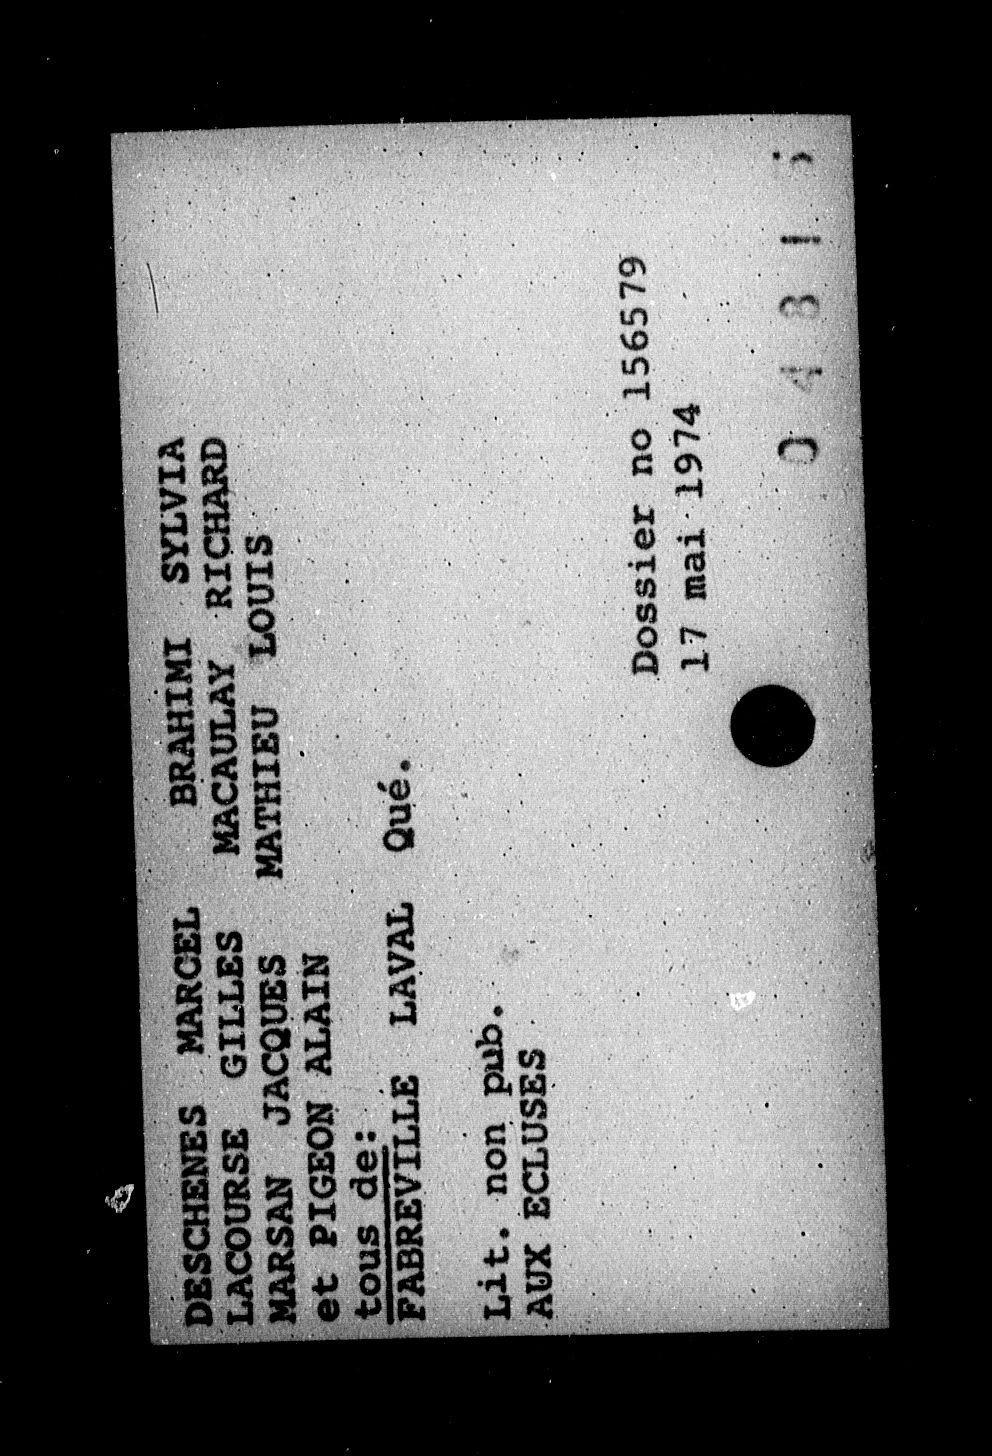 DESCHENES MARCEL BRAHIMI SYLVIA
LACOURSE GILLES MACAULAY RICHARD
MARSAN JACQUES MATHIEU LOUIS
et PIGEON ALAIN
tous de:
FABREVILLE LAVAL Qué.
Lit. non pub.
AUX ECLUSES
Dossier no 156579
17 mai 1974